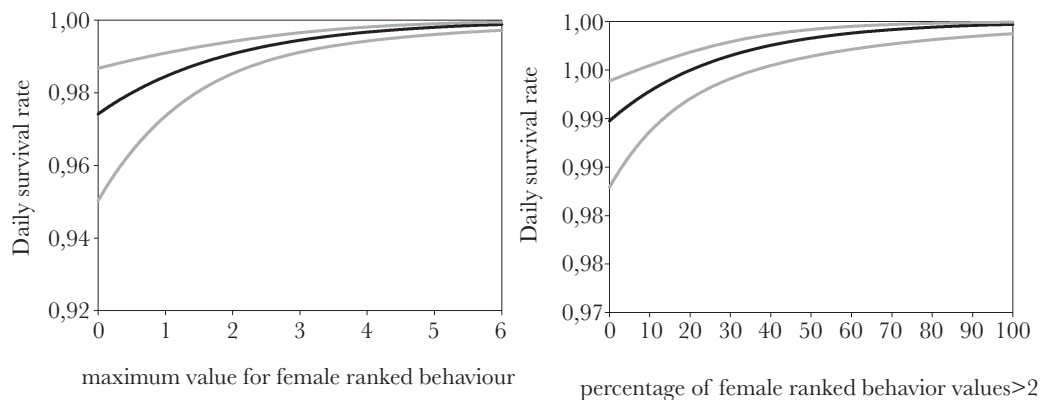 Daily survival rate
1,00
0,98
0,96
0,94
0,92
0 1 2 3 4 5 6
maximum value for female ranked behaviour
Daily survival rate
1,00
1,00
0,99
0,99
0,98
0,98
0,97
0 10 20 30 40 50 60 70 80 90 100
percentage of female ranked behavior values>2